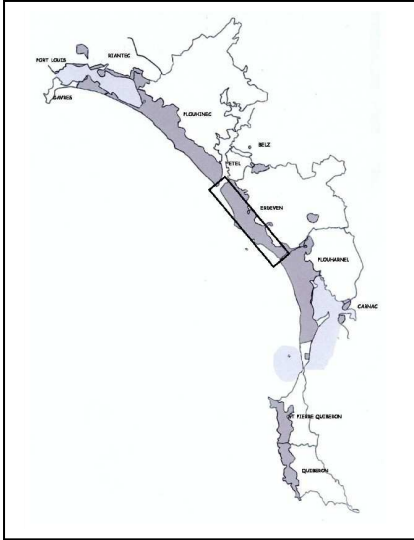 RIANTEC
PORT LOUIS
GAVRES
PLOUHINEC
BELZ
ETEL
ERDEVEN
PLOUHARNEL
CARNAC
ST PIERRE QUIBERON
QUIBERON